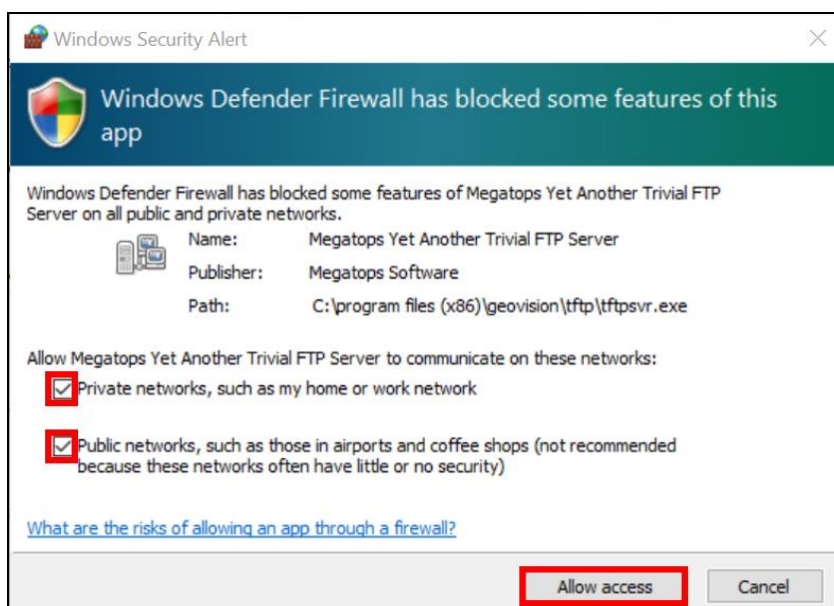 Windows Security Alert
Windows Defender Firewall has blocked some features of this
app
Windows Defender Firewall has blocked some features of Megatops Yet Another Trivial FTP
Server on all public and private networks.
Name: Megatops Yet Another Trivial FTP Server
Publisher: Megatops Software
Path: C:\program files (x86)\geovision\tftp\tftpsvr.exe
Allow Megatops Yet Another Trivial FTP Server to communicate on these networks:
Private networks, such as my home or work network
Public networks, such as those in airports and coffee shops (not recommended
because these networks often have little or no security)
What are the risks of allowing an app through a firewall?
Allow access Cancel